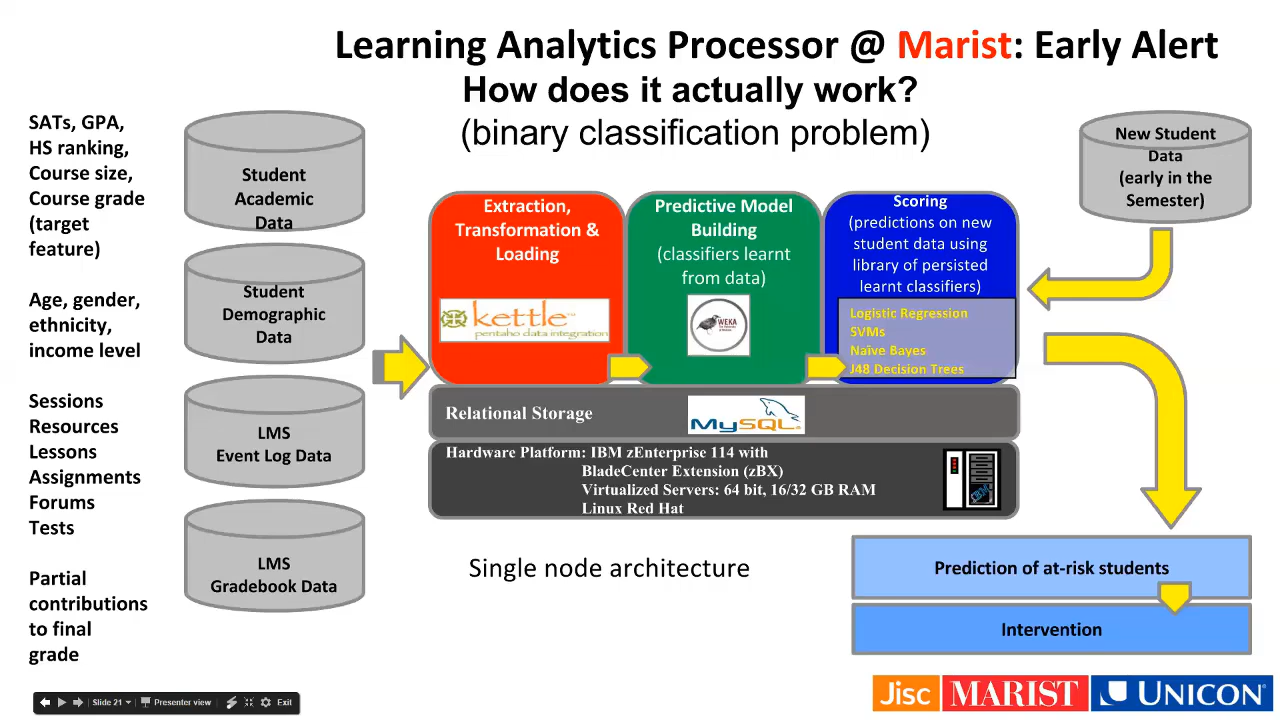 Learning Analytics Processor @ Marist: Early Alert
How does it actually work?
(binary classification problem)
SATs, GPA,
HS ranking,
Course size,
Course grade
(target
feature)
Age, gender,
ethnicity,
income level
Sessions
Resources
Lessons
Assignments
Forums
Tests
Partial
contributions
to final
grade
Student
Academic
Data
Student
Demographic
Data
LMS
Event Log Data
LMS
Gradebook Data
Extraction,
Transformation &
Loading
kettle™
pentaho data integration
Predictive Model
Building
(classifiers learnt
from data)
WEKA
Scoring
(predictions on new
student data using
library of persisted
learnt classifiers)
Logistic Regression
SVMs
Naïve Bayes
J48 Decision Trees
New Student
Data
(early in the
Semester)
Relational Storage
MySQL®
Hardware Platform: IBM zEnterprise 114 with
BladeCenter Extension (zBX)
Virtualized Servers: 64 bit, 16/32 GB RAM
Linux Red Hat
IBM
Single node architecture
Prediction of at-risk students
Intervention
Slide 21
Presenter view
Exit
Jisc
MARIST
UNICON®